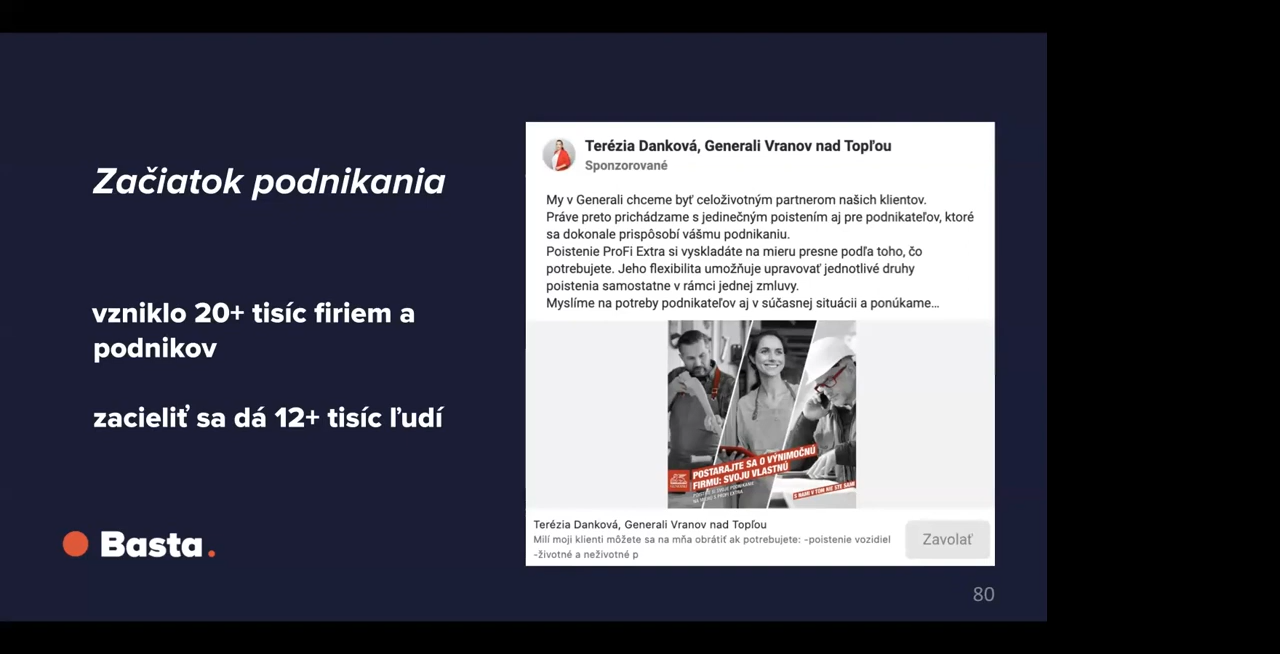 Začiatok podnikania
vzniklo 20+ tisíc firiem a
podnikov
zacieliť sa dá 12+ tisíc ľudí
Basta.
Terézia Danková, Generali Vranov nad Topľou
Sponzorované
My v Generali chceme byť celoživotným partnerom našich klientov.
Práve preto prichádzame s jedinečným poistením aj pre podnikateľov, ktoré
sa dokonale prispôsobí vášmu podnikaniu.
Poistenie ProFi Extra si vyskladáte na mieru presne podľa toho, čo
potrebujete. Jeho flexibilita umožňuje upravovať jednotlivé druhy
poistenia samostatne v rámci jednej zmluvy.
Myslíme na potreby podnikateľov aj v súčasnej situácii a ponúkame…
POSTARAJTE SA O VÝNIMOČNÚ
FIRMU: SVOJU VLASTNÚ
S NAMI V TOM NIE STE SAMI
Terézia Danková, Generali Vranov nad Topľou
Milí moji klienti môžete sa na mňa obrátiť ak potrebujete: -poistenie vozidiel
-životné a neživotné p
Zavolať
80